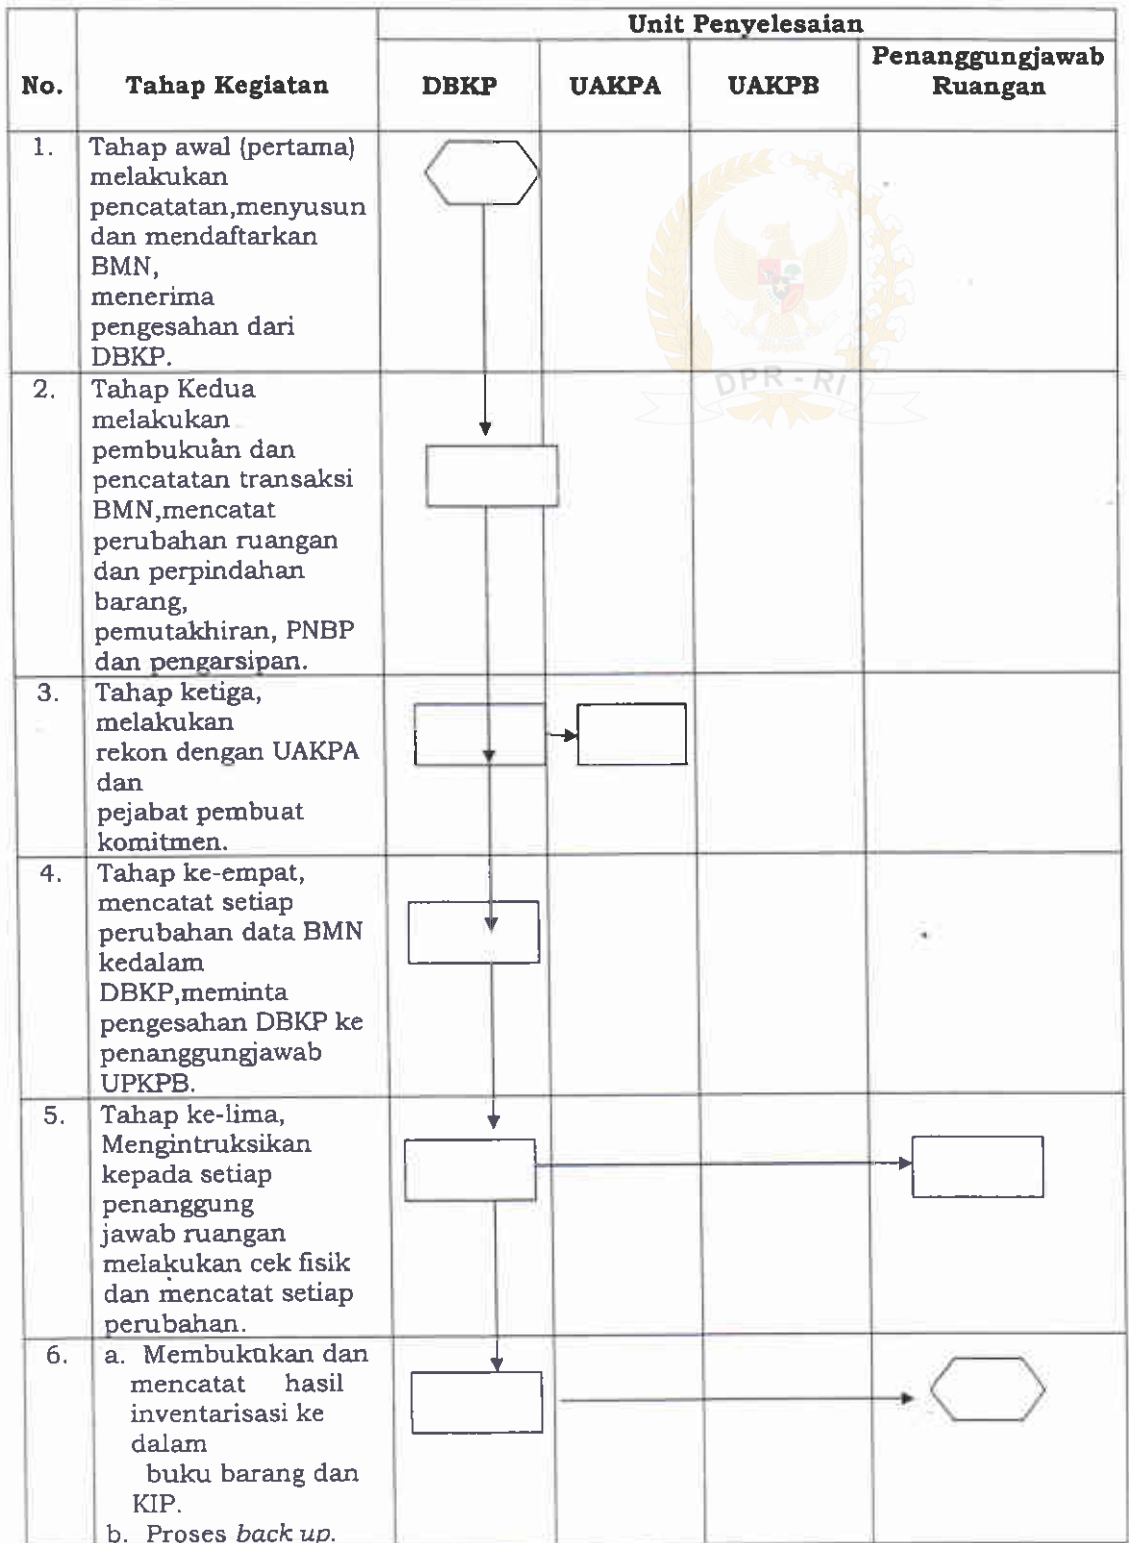 Unit Penyelesaian
No.
Tahap Kegiatan
DBKP
UAKPA
UAKPB
Penanggungjawab
Ruangan
1.
Tahap awal (pertama)
melakukan
pencatatan,menyusun
dan mendaftarkan
BMN,
menerima
pengesahan dari
DBKP.
2.
Tahap Kedua
melakukan
pembukuan dan
pencatatan transaksi
BMN,mencatat
perubahan ruangan
dan perpindahan
barang,
pemutakhiran, PNBP
dan pengarsipan.
3.
Tahap ketiga,
melakukan
rekon dengan UAKPA
dan
pejabat pembuat
komitmen.
4.
Tahap ke-empat,
mencatat setiap
perubahan data BMN
kedalam
DBKP,meminta
pengesahan DBKP ke
penanggungjawab
UPKPB.
5.
Tahap ke-lima,
Mengintruksikan
kepada setiap
penanggung
jawab ruangan
melakukan cek fisik
dan mencatat setiap
perubahan.
6.
a. Membukukan dan
mencatat hasil
inventarisasi ke
dalam
buku barang dan
KIP.
b. Proses back up.
DPR - RI